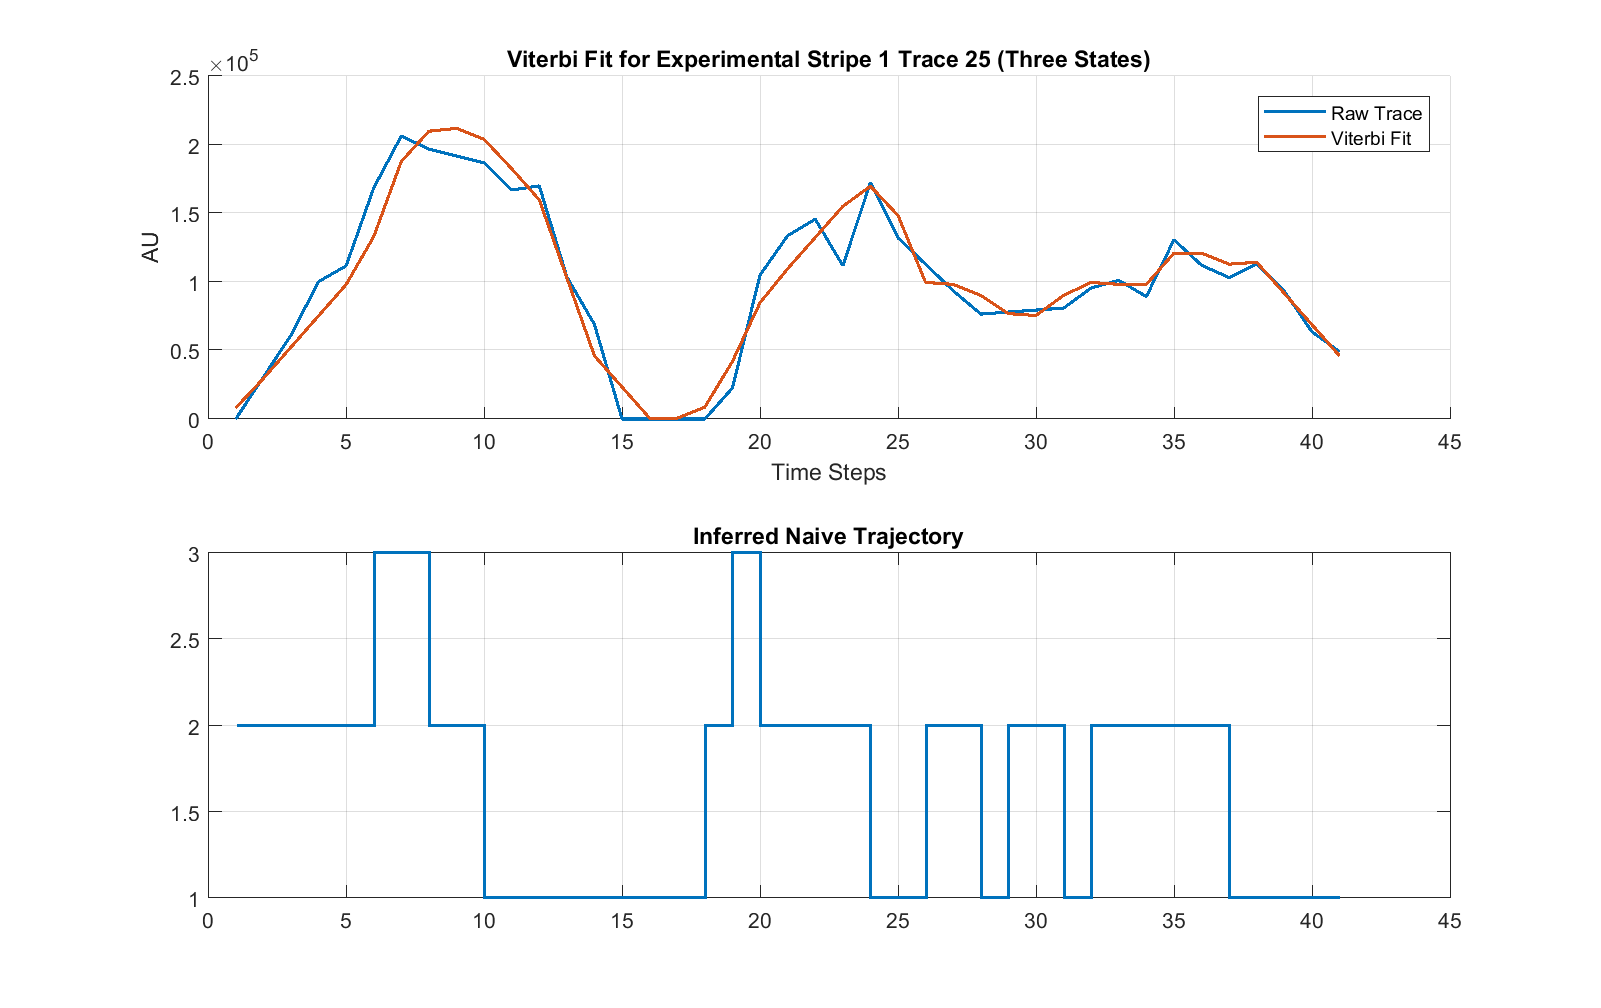 Viterbi Fit for Experimental Stripe 1 Trace 25 (Three States)
×10^5
2.5
2
1.5
1
0.5
0
AU
Raw Trace
Viterbi Fit
0 5 10 15 20 25 30 35 40 45
Time Steps
Inferred Naive Trajectory
3
2.5
2
1.5
1
0 5 10 15 20 25 30 35 40 45